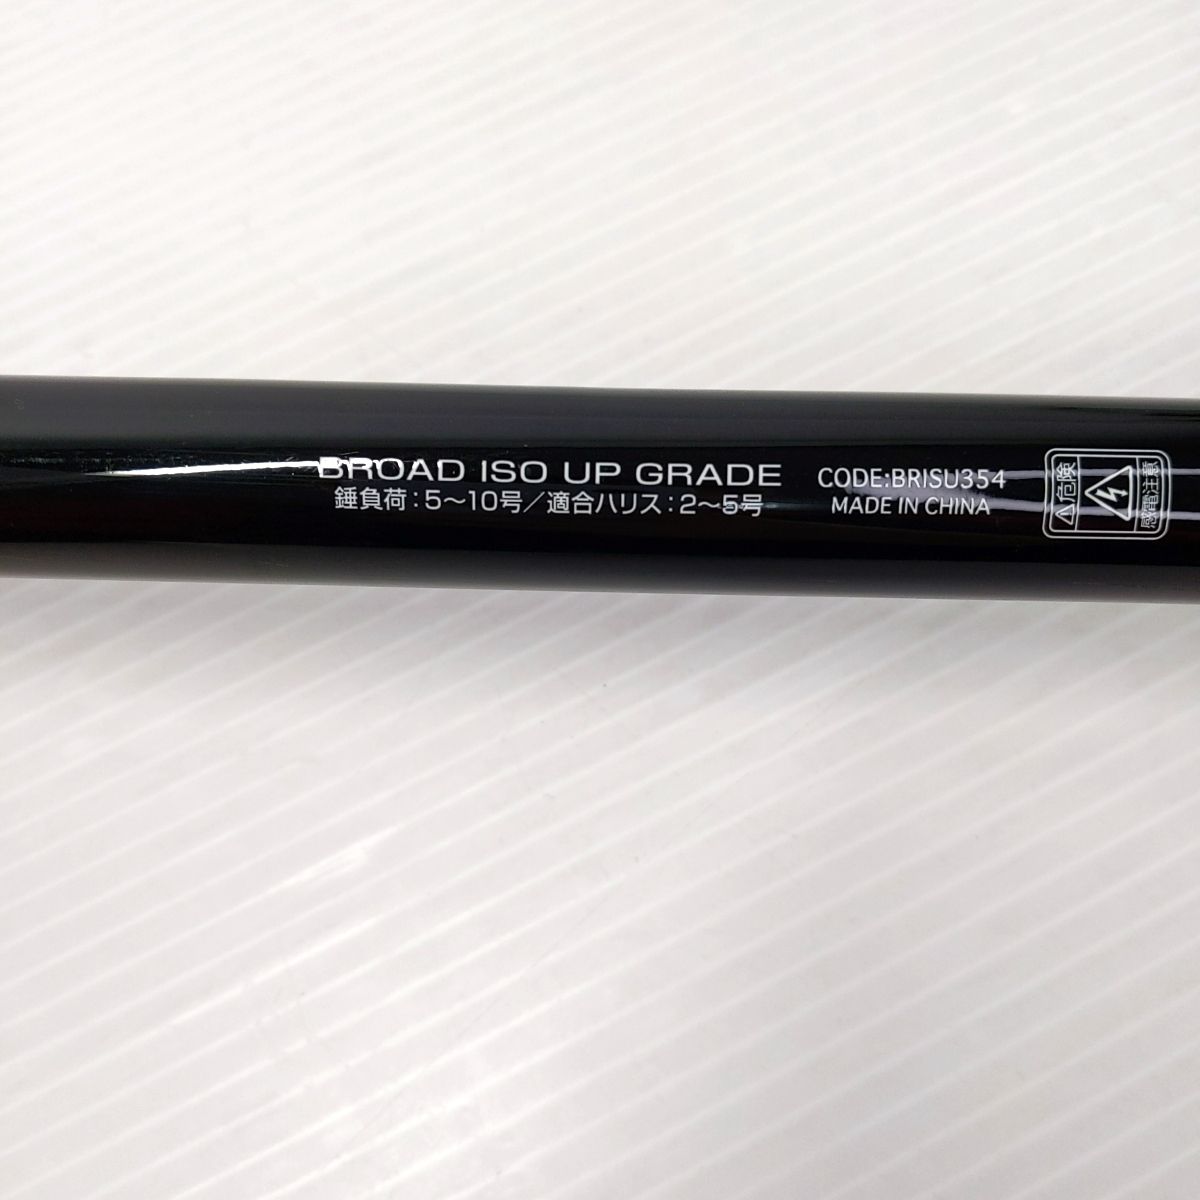 BROAD ISO UP GRADE
錘負荷:5〜10号/適合ハリス:2〜5号
CODE:BRISU354
MADE IN CHINA
危険
感電注意